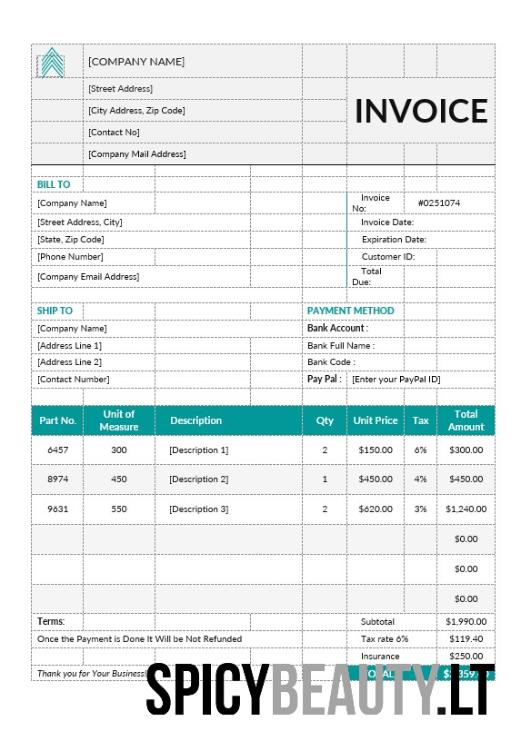 [COMPANY NAME]
[Street Address]
[City Address, Zip Code]
INVOICE
[Contact No]
[Company Mail Address]
BILL TO
[Company Name] Invoice No: #0251074
[Street Address, City] Invoice Date:
[State, Zip Code] Expiration Date:
[Phone Number] Customer ID:
[Company Email Address] Total Due:
SHIP TO PAYMENT METHOD
[Company Name] Bank Account :
[Address Line 1] Bank Full Name :
[Address Line 2] Bank Code :
[Contact Number] Pay Pal : [Enter your PayPal ID]
Part No. Unit of Measure Description Qty Unit Price Tax Total Amount
6457 300 [Description 1] 2 $150.00 6% $300.00
8974 450 [Description 2] 1 $450.00 4% $450.00
9631 550 [Description 3] 2 $620.00 3% $1,240.00
$0.00
$0.00
$0.00
Terms: Subtotal $1,990.00
Once the Payment is Done It Will be Not Refunded Tax rate 6% $119.40
Insurance $250.00
Thank you for Your Business! TOTAL
SPICYBEAUTY.LT